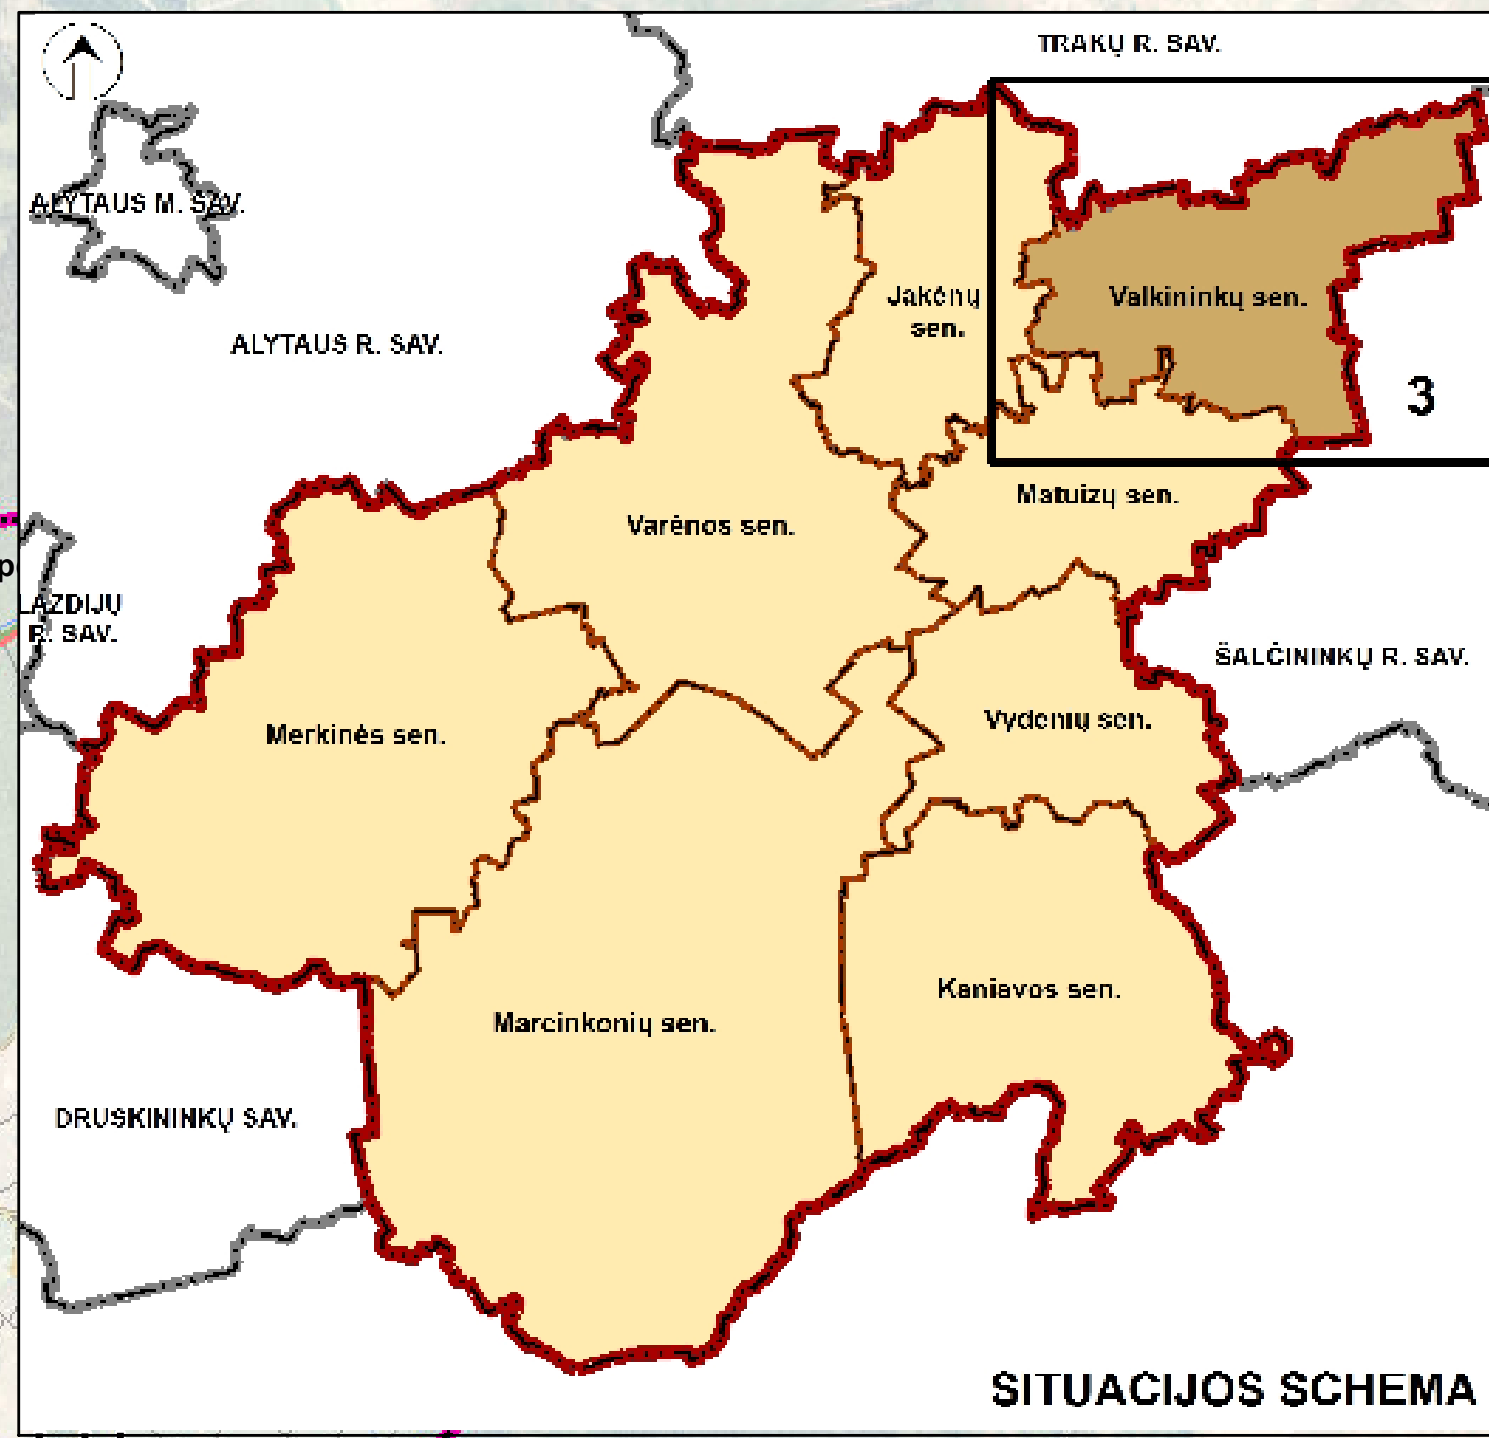 TRAKŲ R. SAV.
ALYTAUS M. SAV.
Jakėnų
sen.
Valkininkų sen.
ALYTAUS R. SAV.
3
Matuizų sen.
Varėnos sen.
LAZDIJŲ
R. SAV.
ŠALČININKŲ R. SAV.
Vydenių sen.
Merkinės sen.
Kaniavos sen.
Marcinkonių sen.
DRUSKININKŲ SAV.
SITUACIJOS SCHEMA